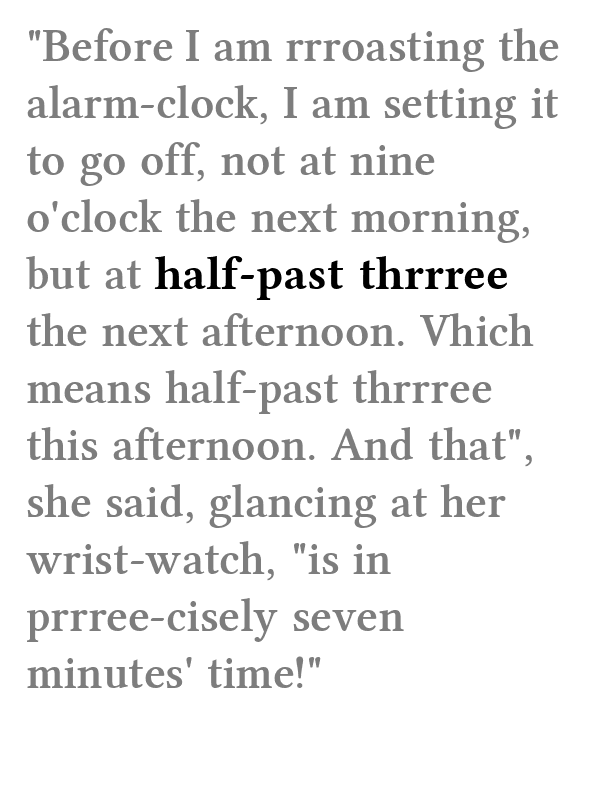 "Before I am rrroasting the
alarm-clock, I am setting it
to go off, not at nine
o'clock the next morning,
but at half-past thrrree
the next afternoon. Vhich
means half-past thrrree
this afternoon. And that",
she said, glancing at her
wrist-watch, "is in
prrree-cisely seven
minutes' time!"